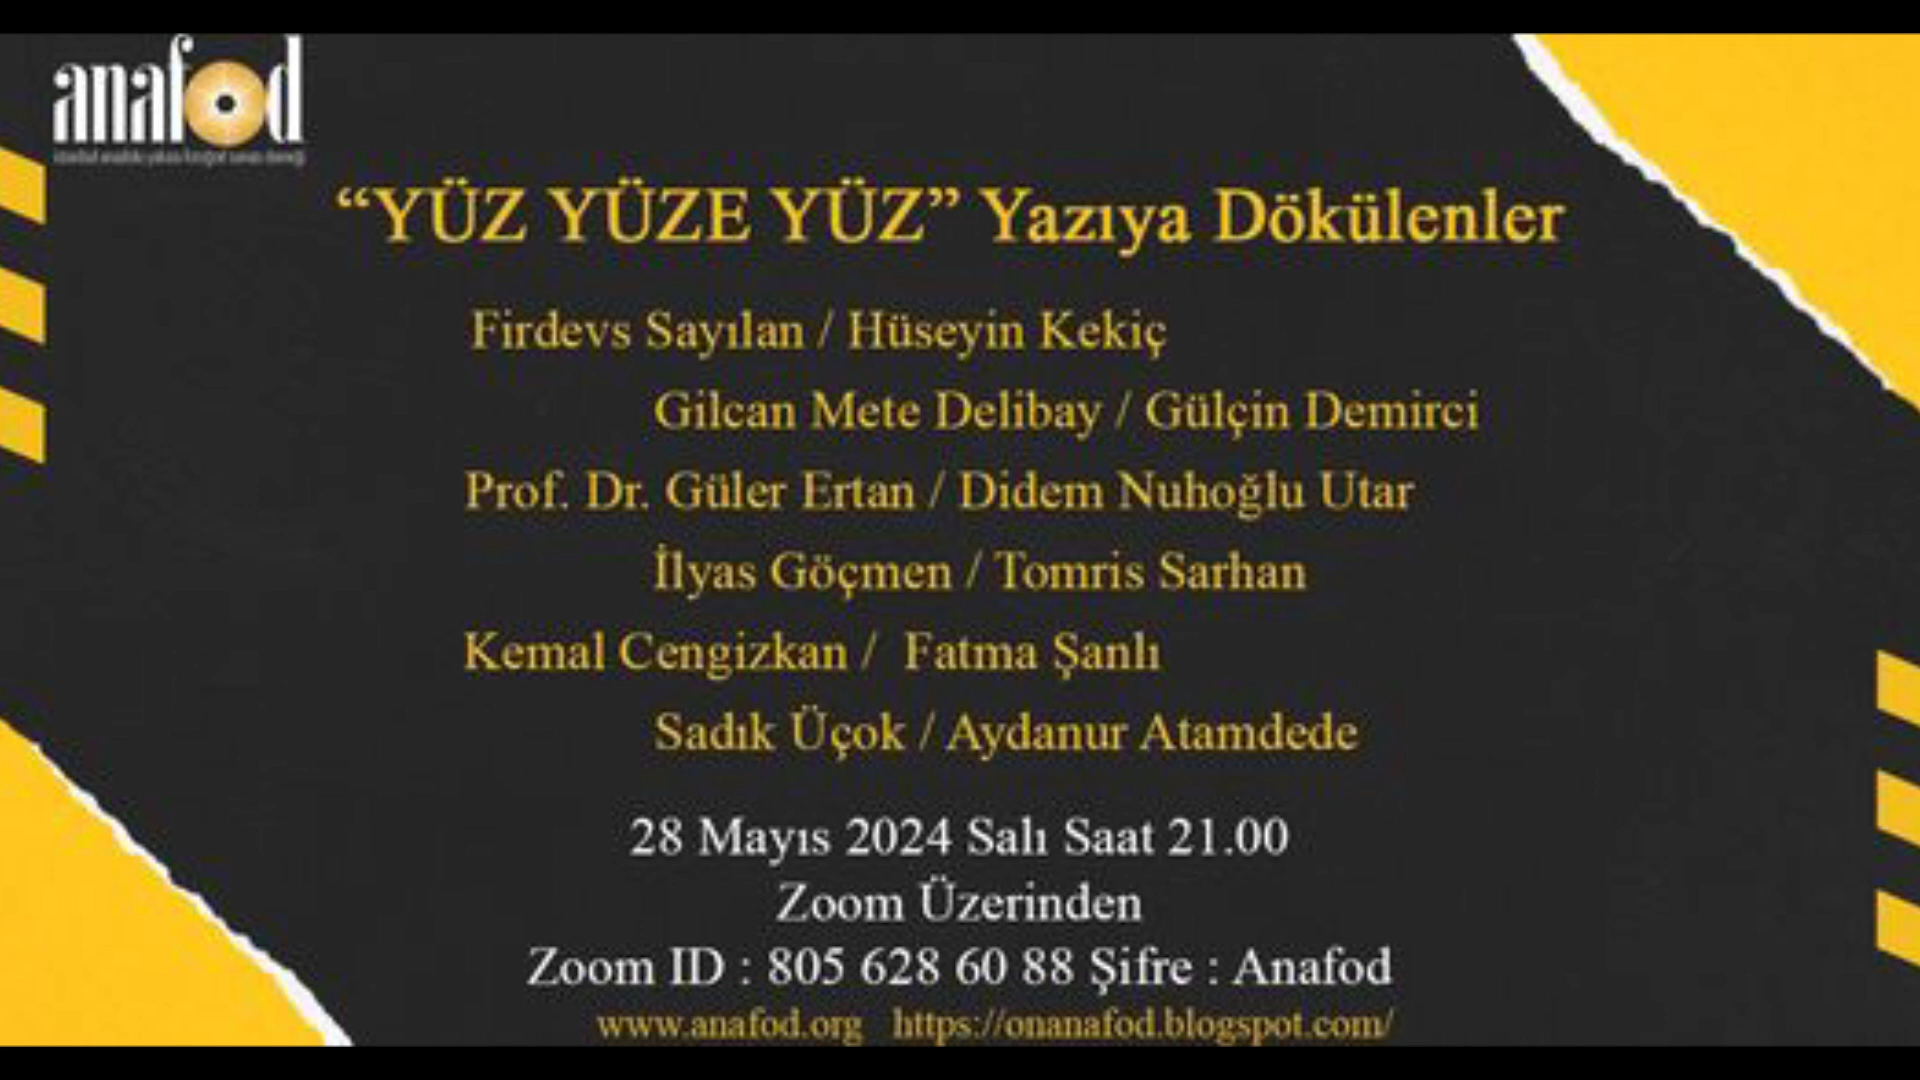 anafod
“YÜZ YÜZE YÜZ” Yazıya Dökülenler
Firdevs Sayılan / Hüseyin Kekiç
Gilcan Mete Delibay / Gülçin Demirci
Prof. Dr. Güler Ertan / Didem Nuhoğlu Utar
İlyas Göçmen / Tomris Sarhan
Kemal Cengizkan / Fatma Şanlı
Sadık Üçok / Aydanur Atamdede
28 Mayıs 2024 Salı Saat 21.00
Zoom Üzerinden
Zoom ID : 805 628 60 88 Şifre : Anafod
www.anafod.org https://onanafod.blogspot.com/